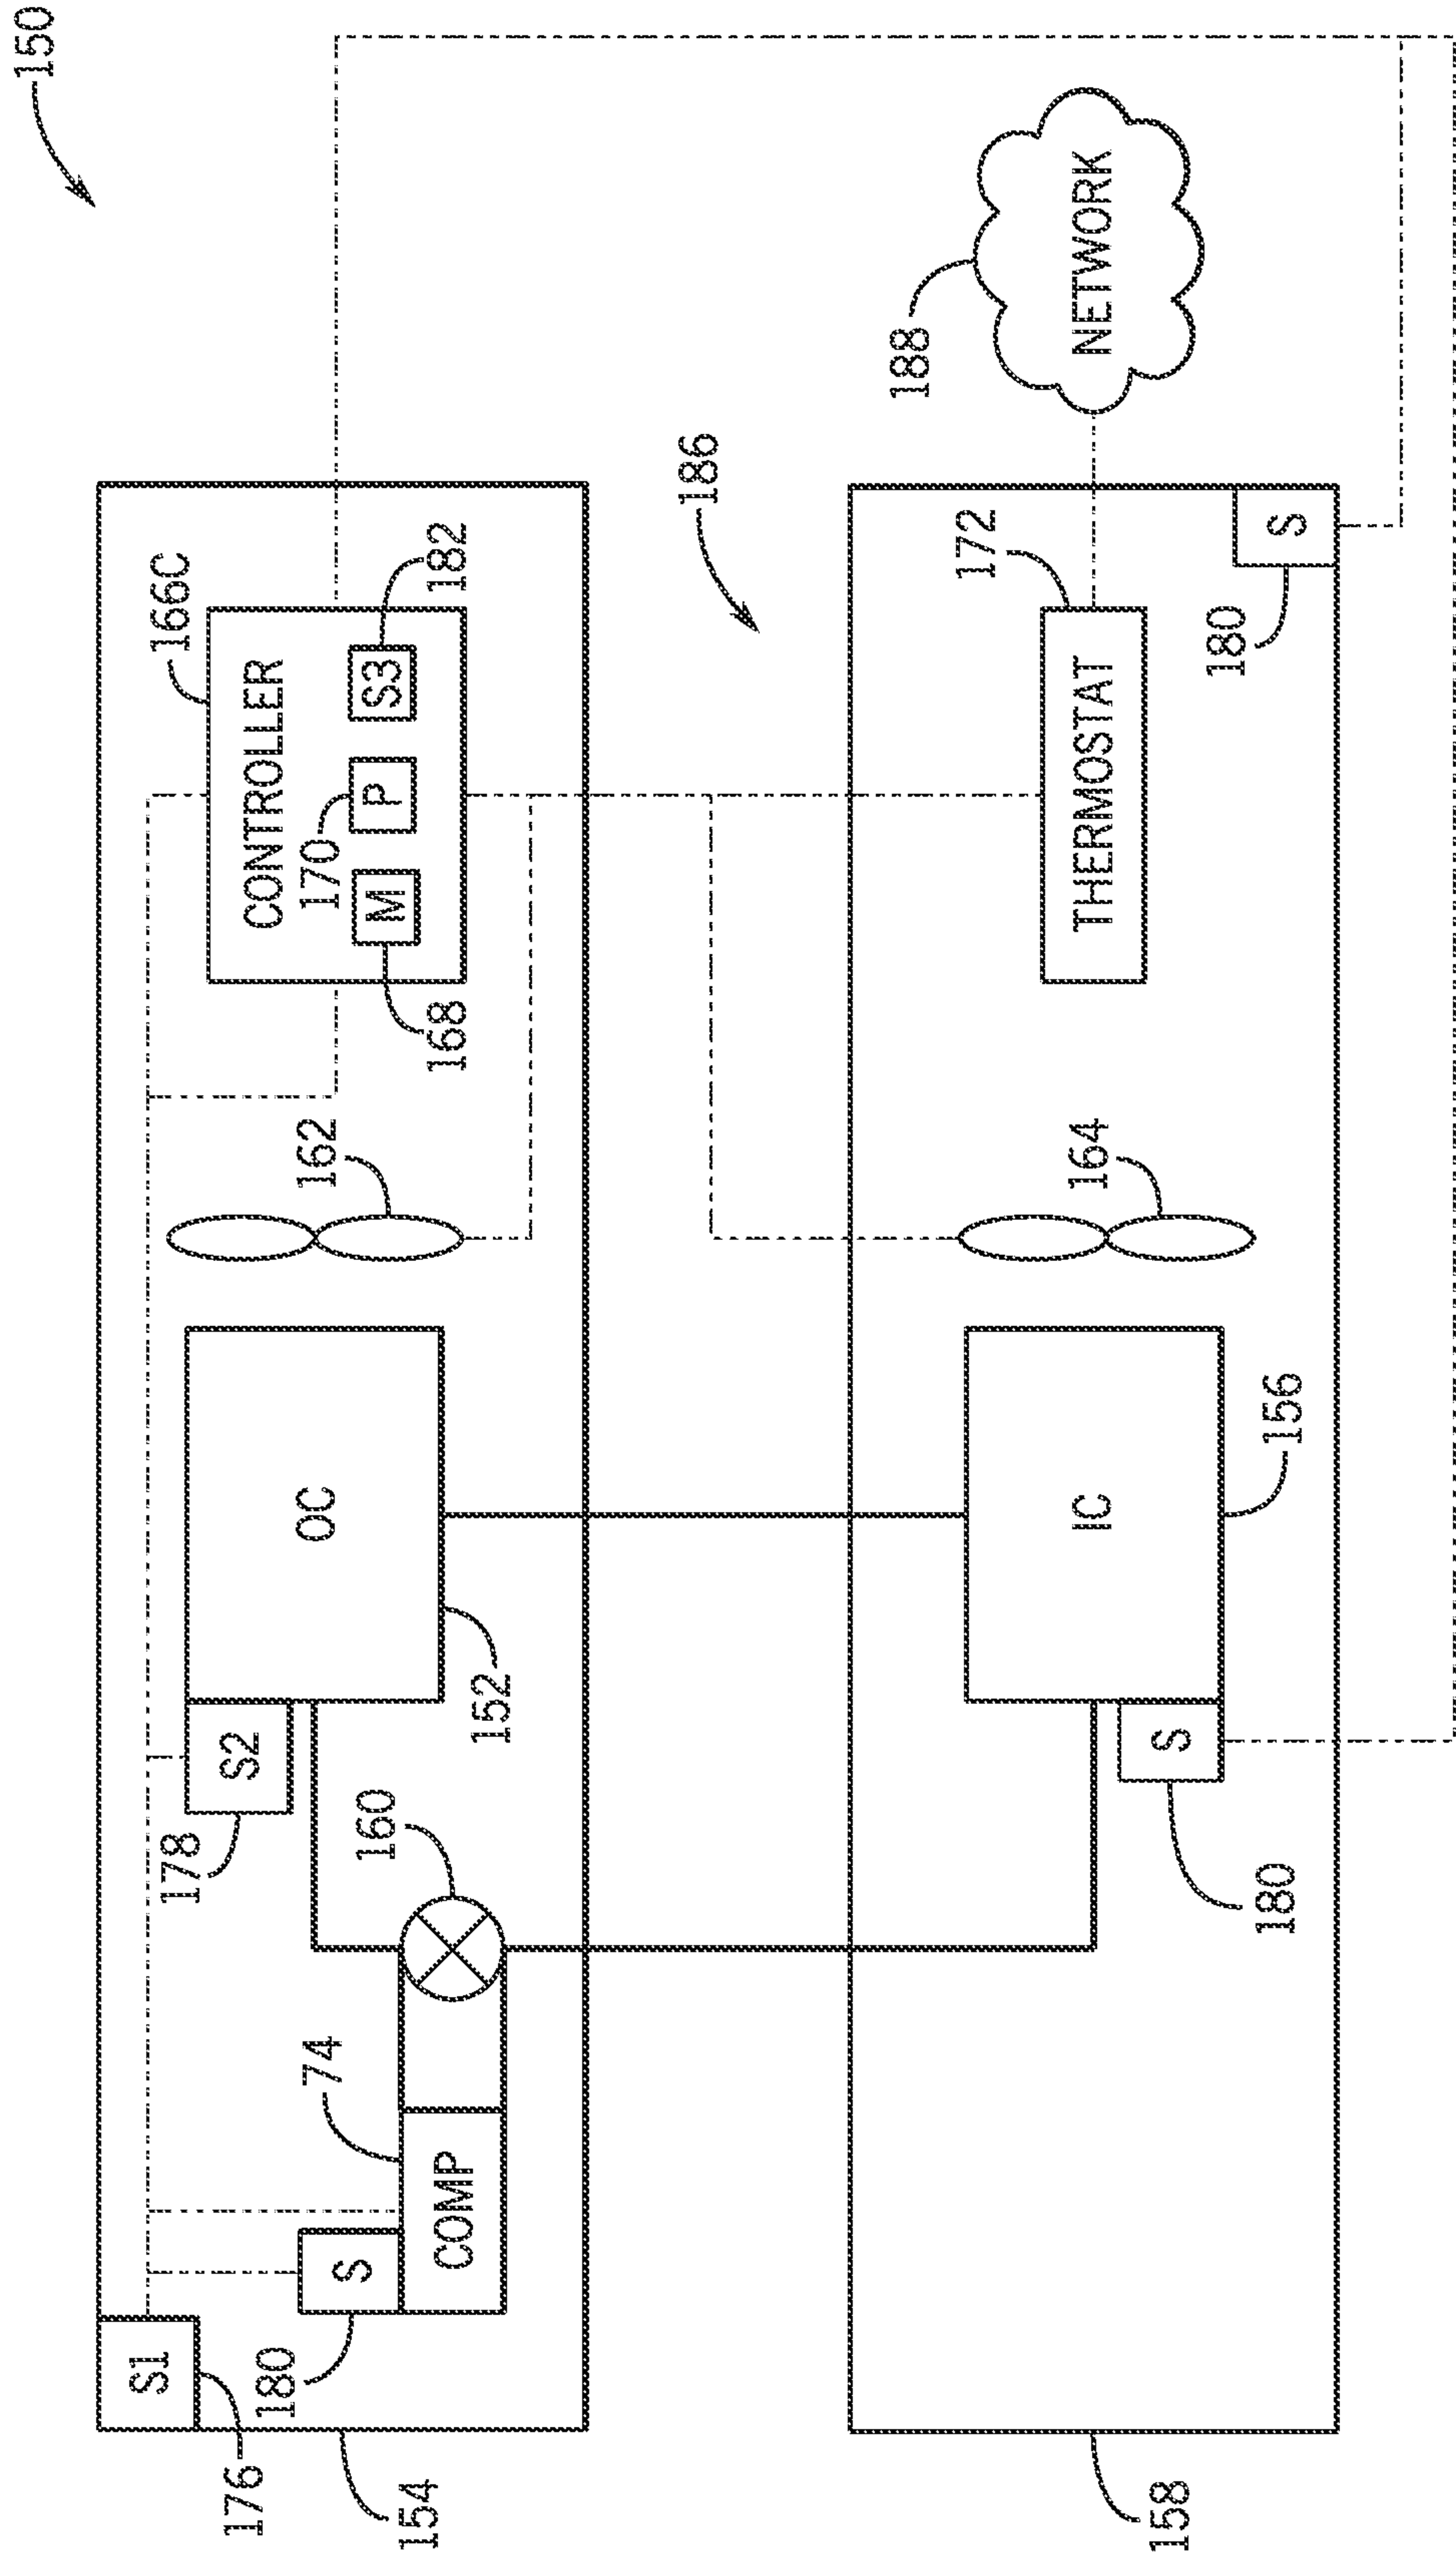 150
166C
CONTROLLER
M
P
S3
168
170
182
162
OC
152
S2
178
160
74
COMP
S
180
S1
176
154
186
188
NETWORK
172
THERMOSTAT
S
180
164
IC
156
S
180
158